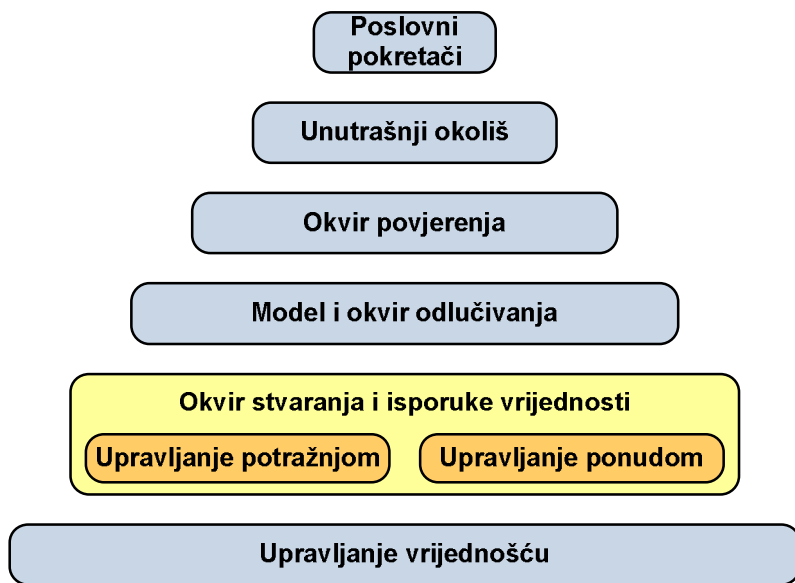 Poslovni
pokretači
Unutrašnji okoliš
Okvir povjerenja
Model i okvir odlučivanja
Okvir stvaranja i isporuke vrijednosti
Upravljanje potražnjom
Upravljanje ponudom
Upravljanje vrijednošću